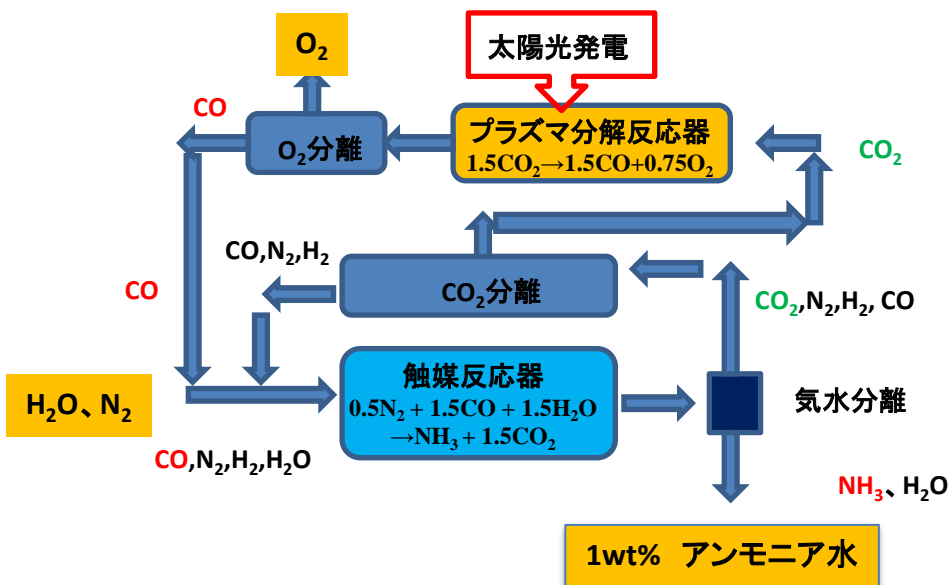 太陽光発電
O₂
CO
O₂分離
プラズマ分解反応器
1.5CO₂→1.5CO+0.75O₂
CO₂
CO,N₂,H₂
CO
CO₂分離
CO₂,N₂,H₂, CO
触媒反応器
0.5N₂ + 1.5CO + 1.5H₂O
→NH₃ + 1.5CO₂
H₂O、N₂
気水分離
CO,N₂,H₂,H₂O
NH₃、H₂O
1wt% アンモニア水